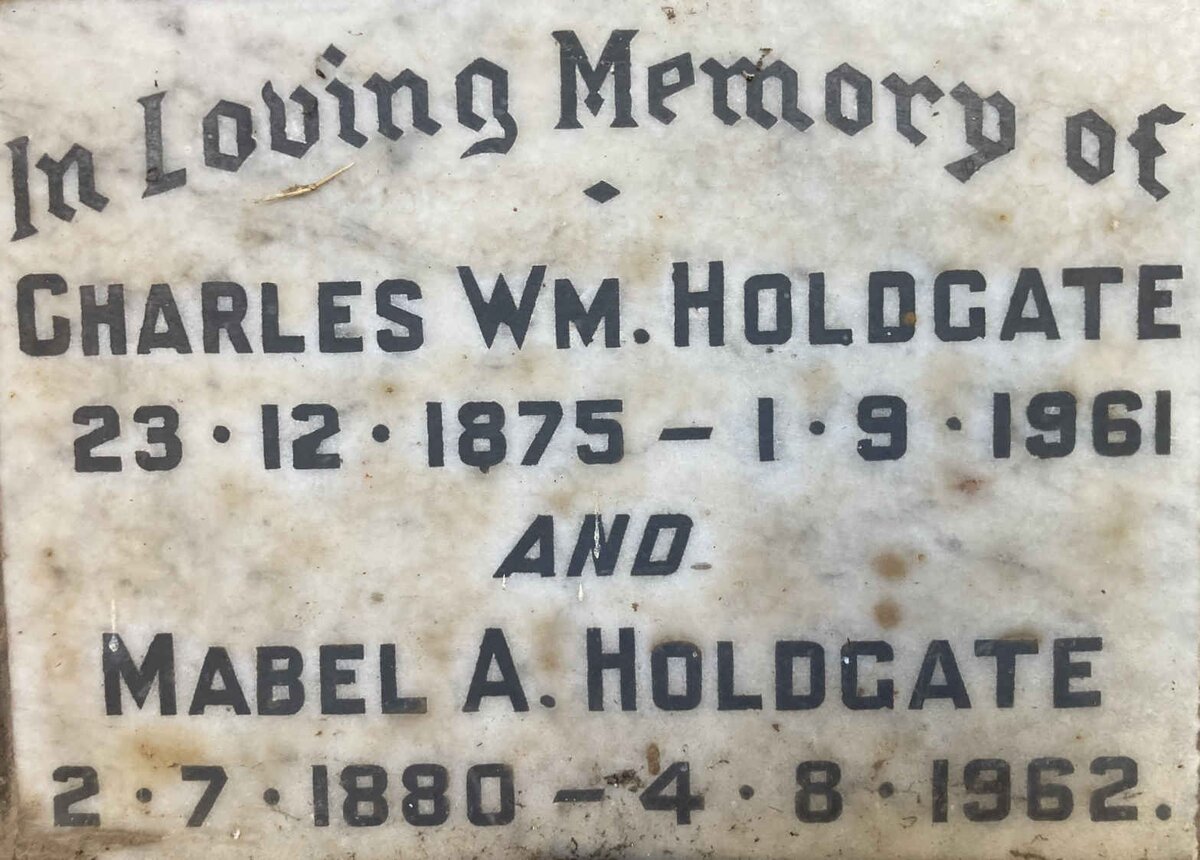 In Loving Memory of
CHARLES WM. HOLDGATE
23·12·1875 – 1·9·1961
AND
MABEL A. HOLDGATE
2·7·1880 – 4·8·1962.